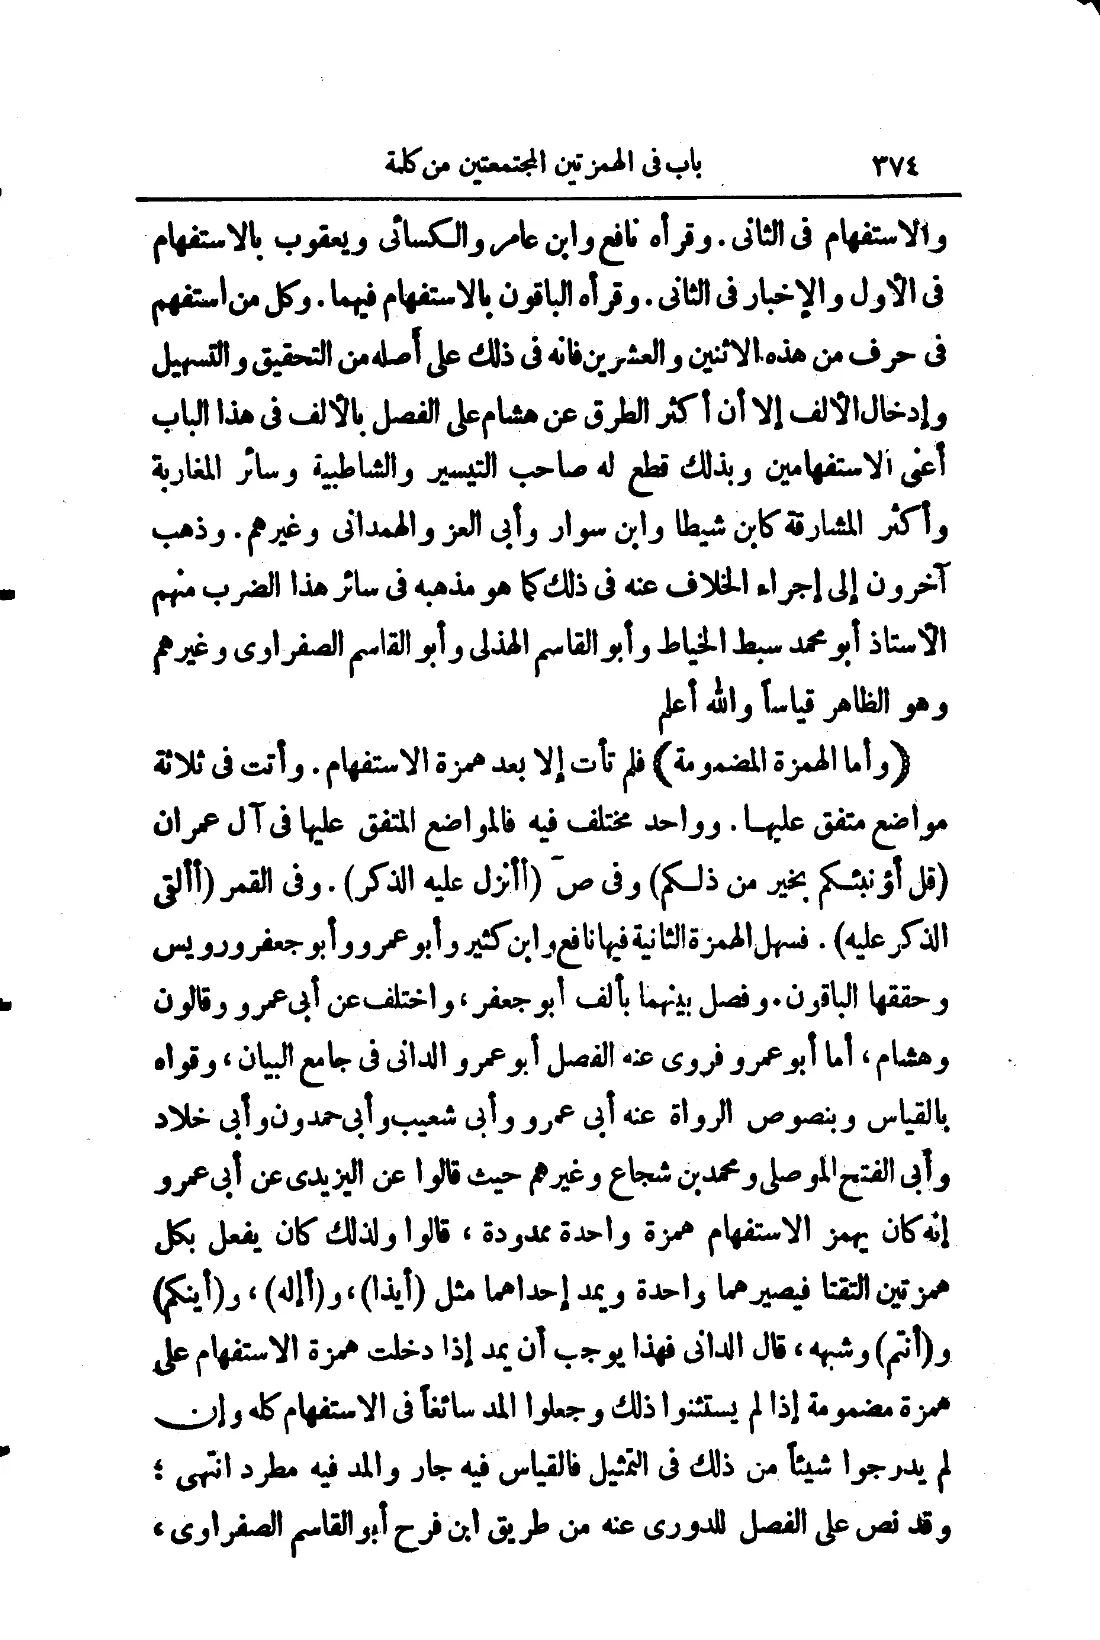 ٣٧٤ باب فى الهمزتين المجتمعتين من كلمة
والاستفهام فى الثانى . وقرأه نافع وابن عامر والكسائى ويعقوب بالاستفهام
فى الأول والإخبار فى الثانى . وقرأه الباقون بالاستفهام فيهما . وكل من استفهم
فى حرف من هذه الاثنين والعشرين فانه فى ذلك على أصله من التحقيق والتسهيل
وإدخال الألف إلا أن أكثر الطرق عن هشام على الفصل بالألف فى هذا الباب
أعنى الاستفهامين وبذلك قطع له صاحب التيسير والشاطبية وسائر المغاربة
وأكثر المشارقة كابن شيطا وابن سوار وأبى العز والهمدانى وغيرهم . وذهب
آخرون إلى إجراء الخلاف عنه فى ذلك كما هو مذهبه فى سائر هذا الضرب منهم
الأستاذ أبو محمد سبط الخياط وأبو القاسم الهذلى وأبو القاسم الصفراوى وغيرهم
وهو الظاهر قياساً والله أعلم
(وأما الهمزة المضمومة) فلم تأت إلا بعد همزة الاستفهام . وأتت فى ثلاثة
مواضع متفق عليها . وواحد مختلف فيه فالمواضع المتفق عليها فى آل عمران
(قل أؤنبئكم بخير من ذلكم) وفى صۤ (أأنزل عليه الذكر) . وفى القمر (أألقى
الذكر عليه) . فسهل الهمزة الثانية فيها نافع وابن كثير وأبو عمرو وأبو جعفر ورويس
وحققها الباقون . وفصل بينهما بألف أبو جعفر ، واختلف عن أبى عمرو وقالون
وهشام ، أما أبو عمرو فروى عنه الفصل أبو عمرو الدانى فى جامع البيان ، وقواه
بالقياس وبنصوص الرواة عنه أبى عمرو وأبى شعيب وأبى حمدون وأبى خلاد
وأبى الفتح الموصلى ومحمد بن شجاع وغيرهم حيث قالوا عن اليزيدى عن أبى عمرو
إنه كان يهمز الاستفهام همزة واحدة ممدودة ، قالوا ولذلك كان يفعل بكل
همزتين التقتا فيصيرهما واحدة ويمد إحداهما مثل (أيذا) ، و(أإله) ، و(أينكم)
و(أنتم) وشبهه ، قال الدانى فهذا يوجب أن يمد إذا دخلت همزة الاستفهام على
همزة مضمومة إذا لم يستثنوا ذلك وجعلوا المد سائغاً فى الاستفهام كله وإن
لم يدرجوا شيئاً من ذلك فى التمثيل فالقياس فيه جار والمد فيه مطرد انتهى ؛
وقد نص على الفصل للدورى عنه من طريق ابن فرح أبو القاسم الصفراوى ،